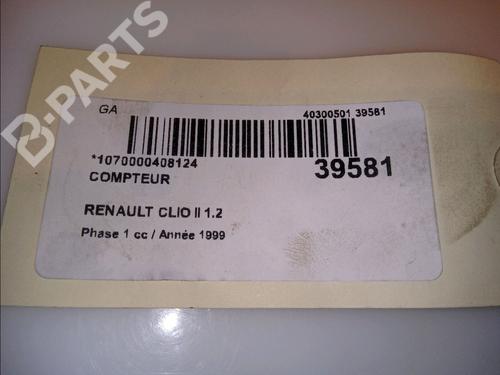 B-PARTS
GA
40300501 39581
*1070000408124
39581
COMPTEUR
RENAULT CLIO II 1.2
Phase 1 cc / Année 1999